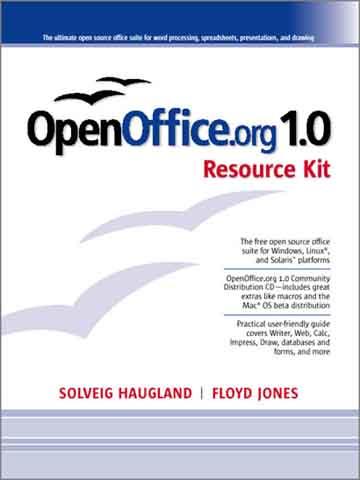 The ultimate open source office suite for word processing, spreadsheets, presentations, and drawing
OpenOffice.org 1.0
Resource Kit
The free open source office
suite for Windows, Linux®,
and Solaris™ platforms
OpenOffice.org 1.0 Community
Distribution CD—includes great
extras like macros and the
Mac® OS beta distribution
Practical user-friendly guide
covers Writer, Web, Calc,
Impress, Draw, databases and
forms, and more
SOLVEIG HAUGLAND | FLOYD JONES